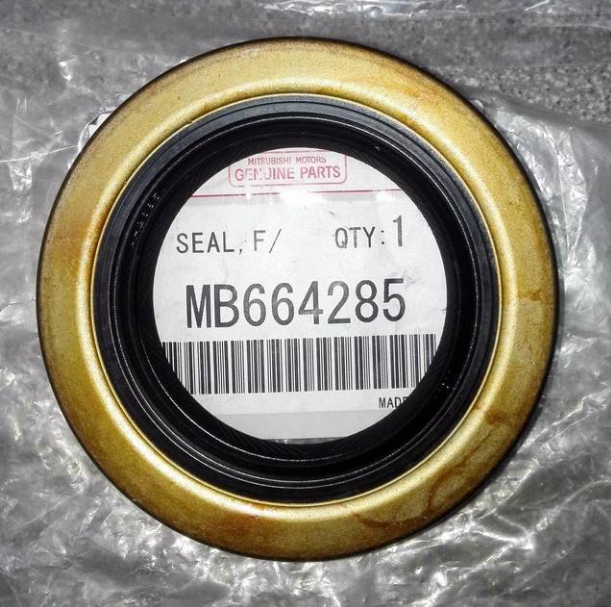 MITSUBISHI MOTORS
GENUINE PARTS
SEAL, F/ QTY:1
MB664285
MADE